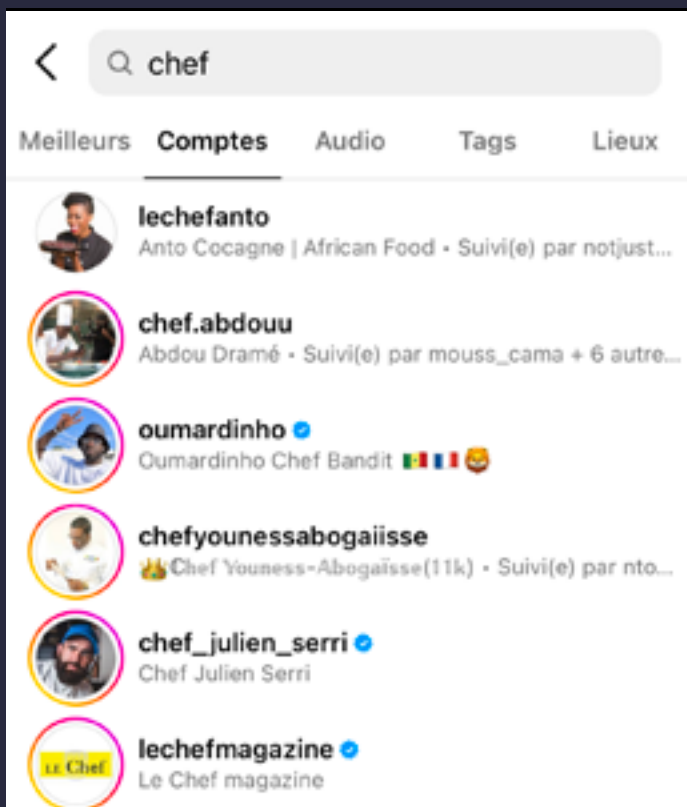 chef
Meilleurs Comptes Audio Tags Lieux
lechefanto
Anto Cocagne | African Food • Suivi(e) par notjust...
chef.abdouu
Abdou Dramé • Suivi(e) par mouss_cama + 6 autre...
oumardinho
Oumardinho Chef Bandit 🇸🇳🇫🇷🦁
chefyounessabogaiisse
👑Chef Youness-Abogaïsse(11k) • Suivi(e) par nto...
chef_julien_serri
Chef Julien Serri
LE Chef
lechefmagazine
Le Chef magazine